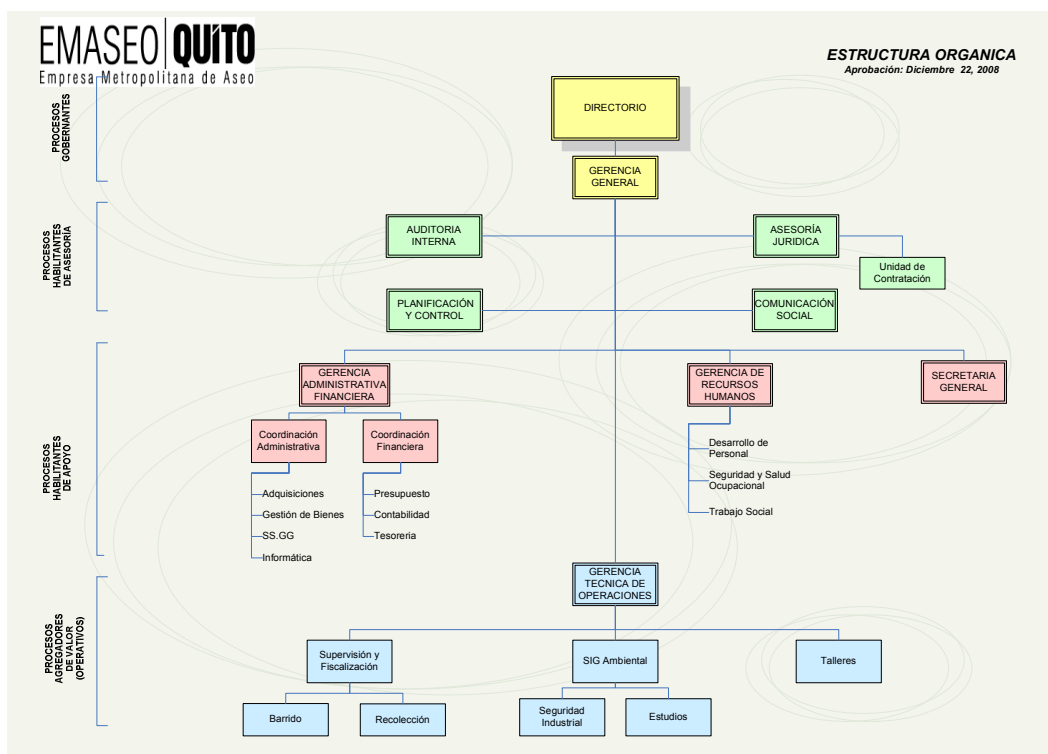 EMASEO QUITO
Empresa Metropolitana de Aseo
ESTRUCTURA ORGANICA
Aprobación: Diciembre 22, 2008
PROCESOS
GOBERNANTES
DIRECTORIO
GERENCIA
GENERAL
PROCESOS
HABILITANTES
DE ASESORÍA
AUDITORIA
INTERNA
ASESORÍA
JURIDICA
Unidad de
Contratación
PLANIFICACIÓN
Y CONTROL
COMUNICACIÓN
SOCIAL
PROCESOS
HABILITANTES
DE APOYO
GERENCIA
ADMINISTRATIVA
FINANCIERA
GERENCIA DE
RECURSOS
HUMANOS
SECRETARIA
GENERAL
Coordinación
Administrativa
Coordinación
Financiera
Adquisiciones
Gestión de Bienes
SS.GG
Informática
Presupuesto
Contabilidad
Tesoreria
Desarrollo de
Personal
Seguridad y Salud
Ocupacional
Trabajo Social
PROCESOS
AGREGADORES
DE VALOR
(OPERATIVOS)
GERENCIA
TECNICA DE
OPERACIONES
Supervisión y
Fiscalización
SIG Ambiental
Talleres
Barrido
Recolección
Seguridad
Industrial
Estudios